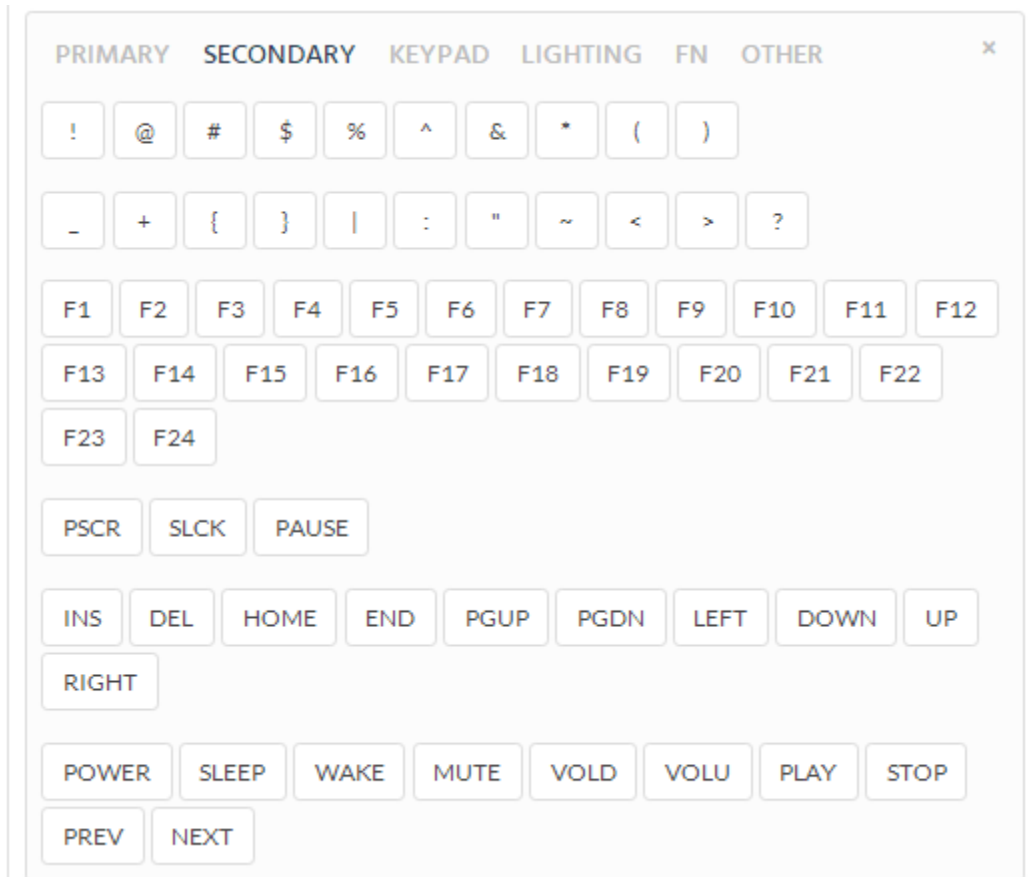 PRIMARY SECONDARY KEYPAD LIGHTING FN OTHER ×
! @ # $ % ^ & * ( )
_ + { } | : " ~ < > ?
F1 F2 F3 F4 F5 F6 F7 F8 F9 F10 F11 F12
F13 F14 F15 F16 F17 F18 F19 F20 F21 F22
F23 F24
PSCR SLCK PAUSE
INS DEL HOME END PGUP PGDN LEFT DOWN UP
RIGHT
POWER SLEEP WAKE MUTE VOLD VOLU PLAY STOP
PREV NEXT